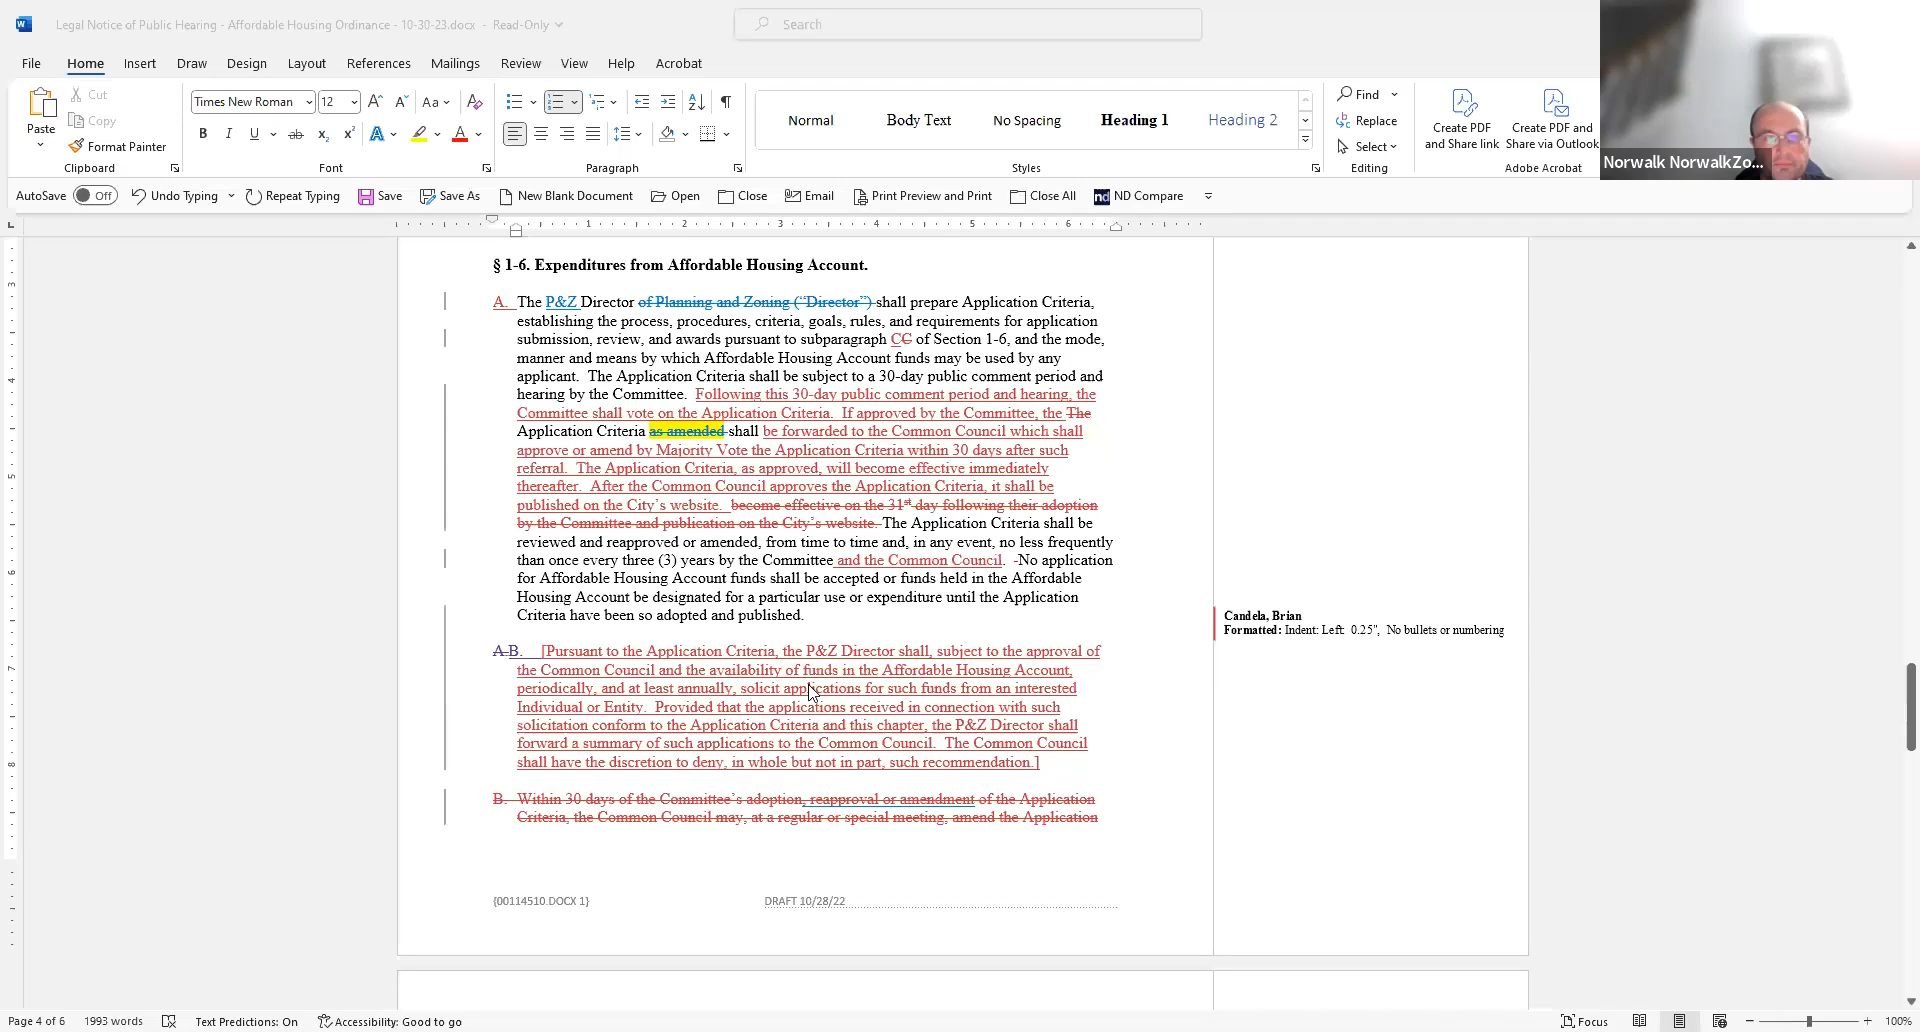 Legal Notice of Public Hearing - Affordable Housing Ordinance - 10-30-23.docx - Read-Only
Search
File Home Insert Draw Design Layout References Mailings Review View Help Acrobat
Paste
Cut
Copy
Format Painter
Clipboard
Times New Roman 12
Font
Paragraph
Normal Body Text No Spacing Heading 1 Heading 2
Styles
Find
Replace
Select
Editing
Create PDF and Share link
Create PDF and Share via Outlook
Adobe Acrobat
Norwalk NorwalkZo...
AutoSave Off Undo Typing Repeat Typing Save Save As New Blank Document Open Close Email Print Preview and Print Close All ND Compare
§ 1-6. Expenditures from Affordable Housing Account.
A. The P&Z Director of Planning and Zoning (“Director”) shall prepare Application Criteria,
establishing the process, procedures, criteria, goals, rules, and requirements for application
submission, review, and awards pursuant to subparagraph CC of Section 1-6, and the mode,
manner and means by which Affordable Housing Account funds may be used by any
applicant. The Application Criteria shall be subject to a 30-day public comment period and
hearing by the Committee. Following this 30-day public comment period and hearing, the
Committee shall vote on the Application Criteria. If approved by the Committee, the The
Application Criteria as amended shall be forwarded to the Common Council which shall
approve or amend by Majority Vote the Application Criteria within 30 days after such
referral. The Application Criteria, as approved, will become effective immediately
thereafter. After the Common Council approves the Application Criteria, it shall be
published on the City’s website. become effective on the 31st day following their adoption
by the Committee and publication on the City’s website. The Application Criteria shall be
reviewed and reapproved or amended, from time to time and, in any event, no less frequently
than once every three (3) years by the Committee and the Common Council. -No application
for Affordable Housing Account funds shall be accepted or funds held in the Affordable
Housing Account be designated for a particular use or expenditure until the Application
Criteria have been so adopted and published.
Candela, Brian
Formatted: Indent: Left: 0.25", No bullets or numbering
A.B. [Pursuant to the Application Criteria, the P&Z Director shall, subject to the approval of
the Common Council and the availability of funds in the Affordable Housing Account,
periodically, and at least annually, solicit applications for such funds from an interested
Individual or Entity. Provided that the applications received in connection with such
solicitation conform to the Application Criteria and this chapter, the P&Z Director shall
forward a summary of such applications to the Common Council. The Common Council
shall have the discretion to deny, in whole but not in part, such recommendation.]
B. Within 30 days of the Committee’s adoption, reapproval or amendment of the Application
Criteria, the Common Council may, at a regular or special meeting, amend the Application
{00114510.DOCX 1} DRAFT 10/28/22
Page 4 of 6 1993 words Text Predictions: On Accessibility: Good to go Focus 100%